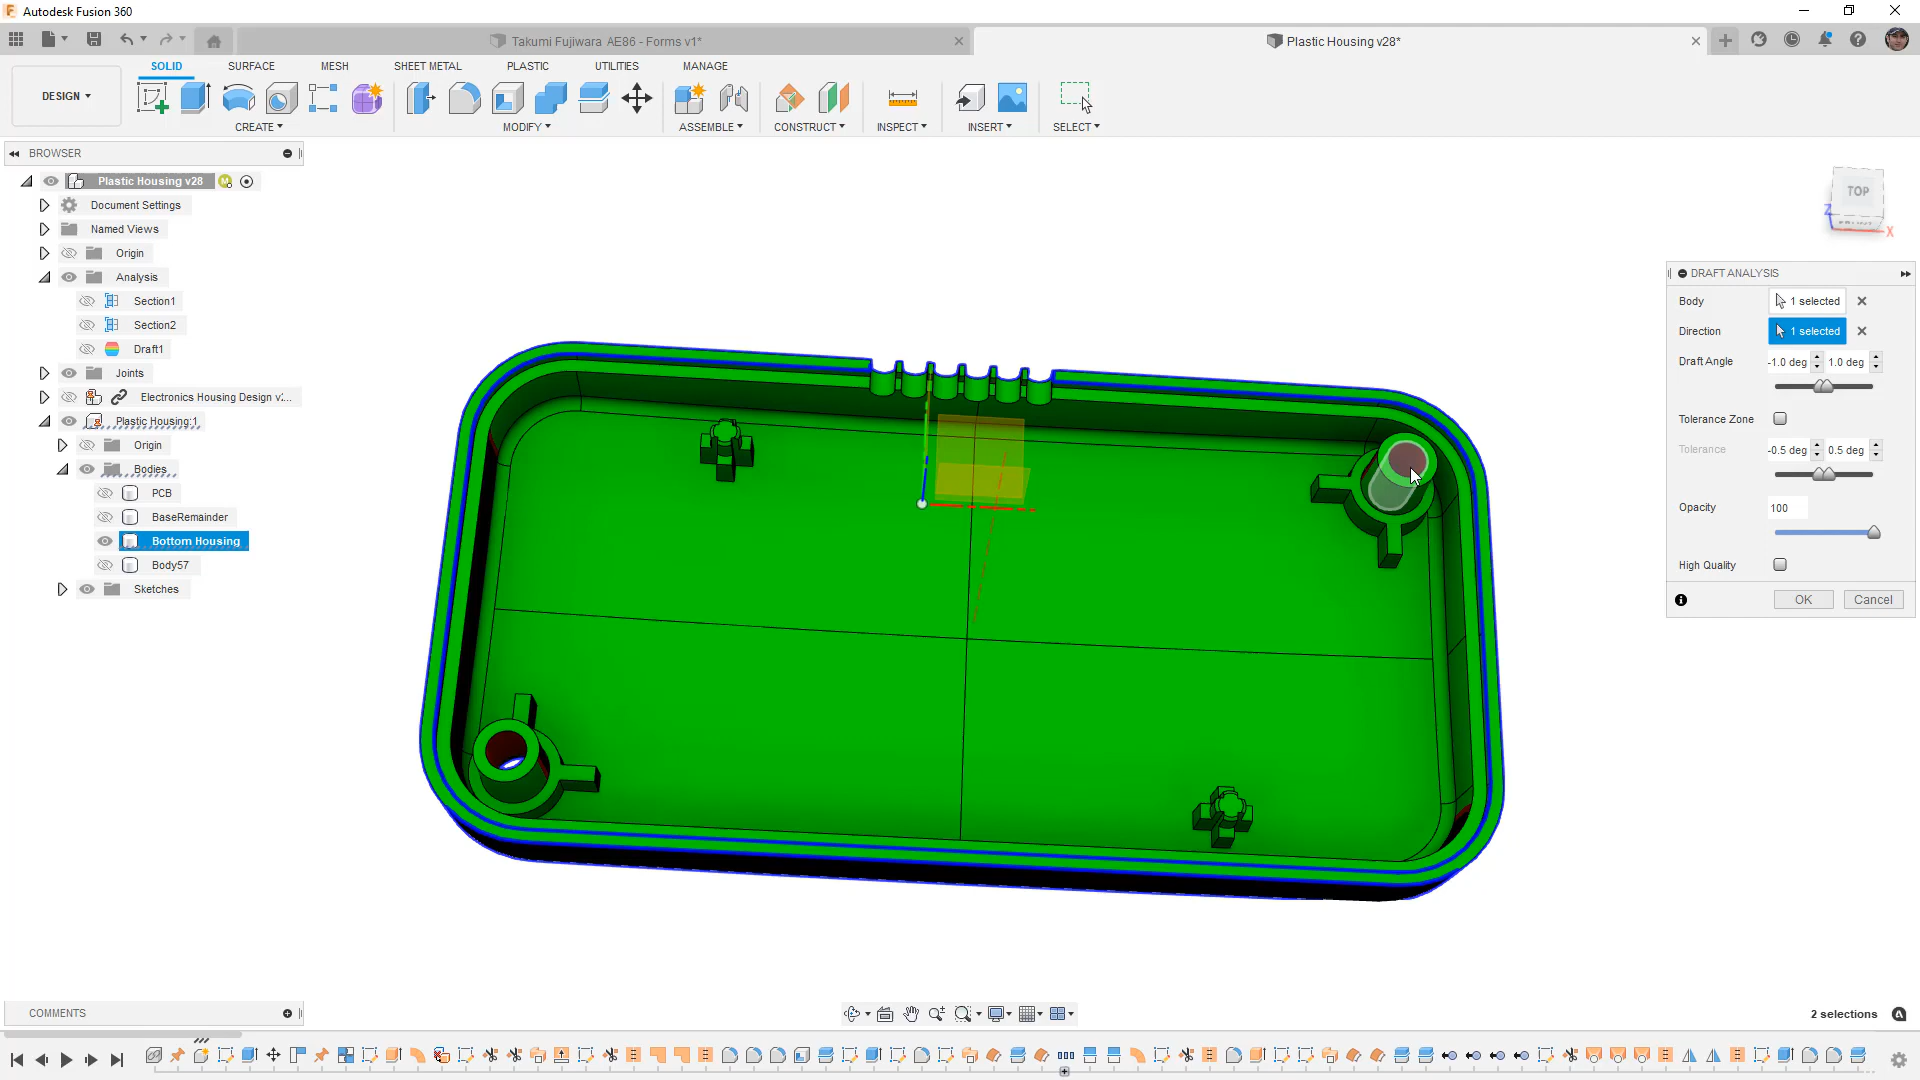 Autodesk Fusion 360
Takumi Fujiwara AE86 - Forms v1*
Plastic Housing v28*
SOLID
SURFACE
MESH
SHEET METAL
PLASTIC
UTILITIES
MANAGE
DESIGN
CREATE
MODIFY
ASSEMBLE
CONSTRUCT
INSPECT
INSERT
SELECT
BROWSER
Plastic Housing v28
Document Settings
Named Views
Origin
Analysis
Section1
Section2
Draft1
Joints
Electronics Housing Design v...
Plastic Housing:1
Origin
Bodies
PCB
BaseRemainder
Bottom Housing
Body57
Sketches
TOP
Z
X
DRAFT ANALYSIS
Body 1 selected
Direction 1 selected
Draft Angle -1.0 deg 1.0 deg
Tolerance Zone
Tolerance -0.5 deg 0.5 deg
Opacity 100
High Quality
OK Cancel
COMMENTS
2 selections